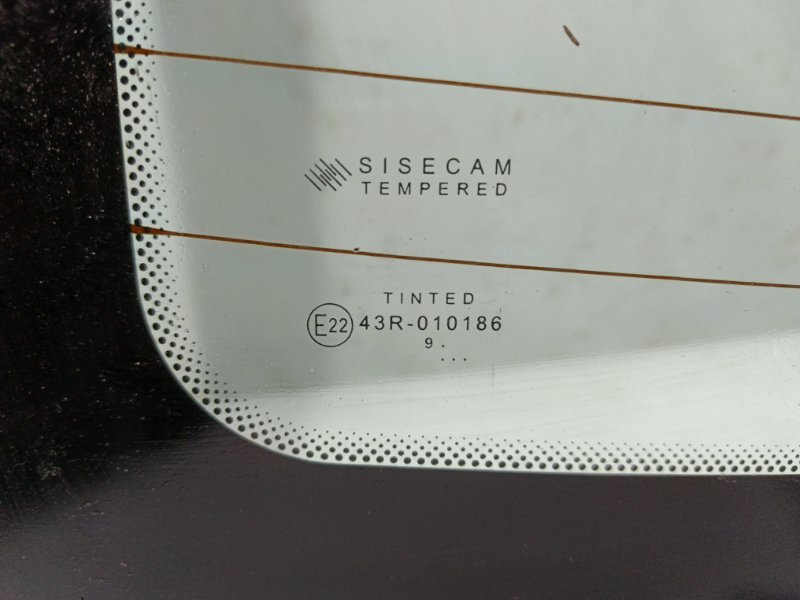 SISECAM
TEMPERED
TINTED
E22 43R-010186
9 .
...